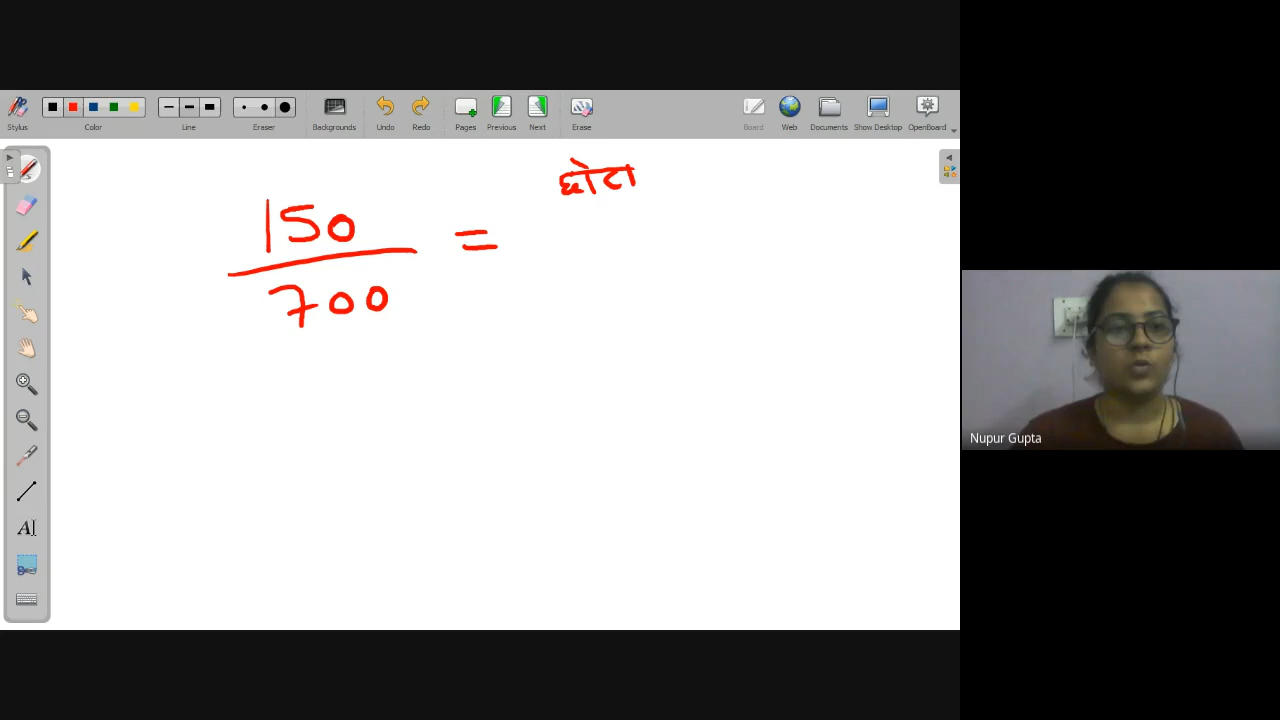 Stylus Color Line Eraser Backgrounds Undo Redo Pages Previous Next Erase Board Web Documents Show Desktop OpenBoard
150
700
=
Nupur Gupta